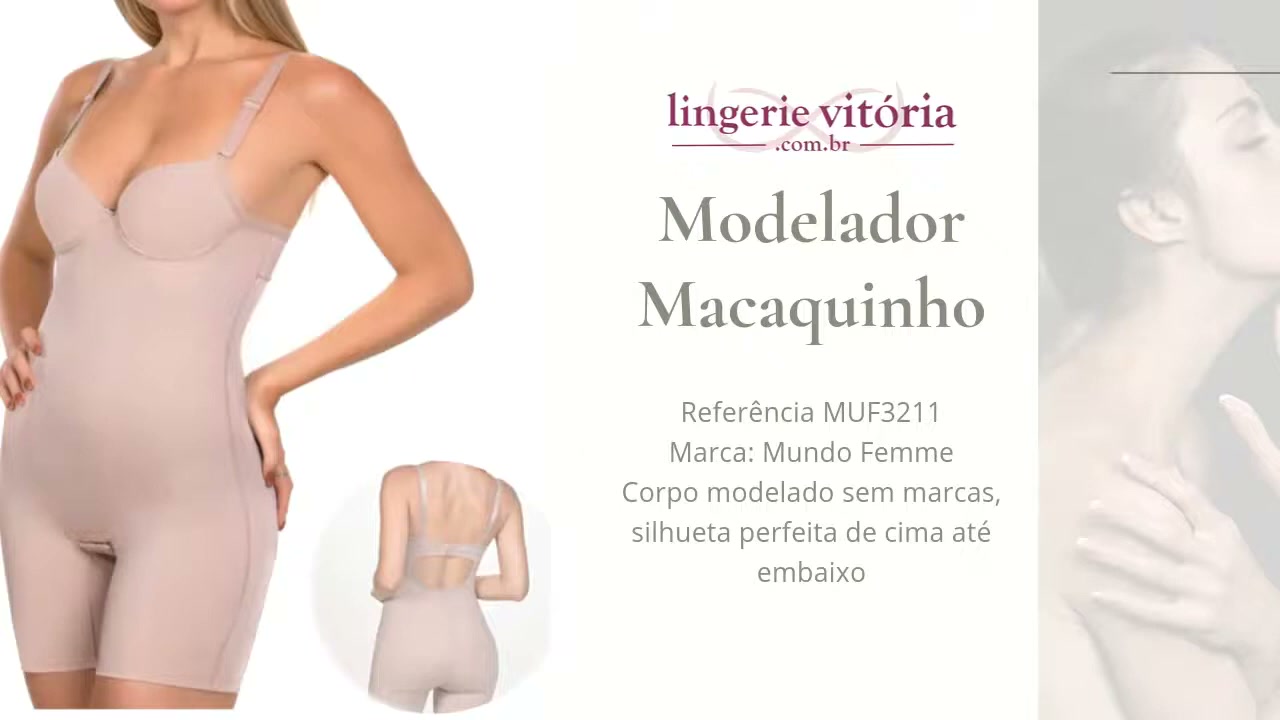 lingerie vitória
.com.br
Modelador
Macaquinho
Referência MUF3211
Marca: Mundo Femme
Corpo modelado sem marcas,
silhueta perfeita de cima até
embaixo